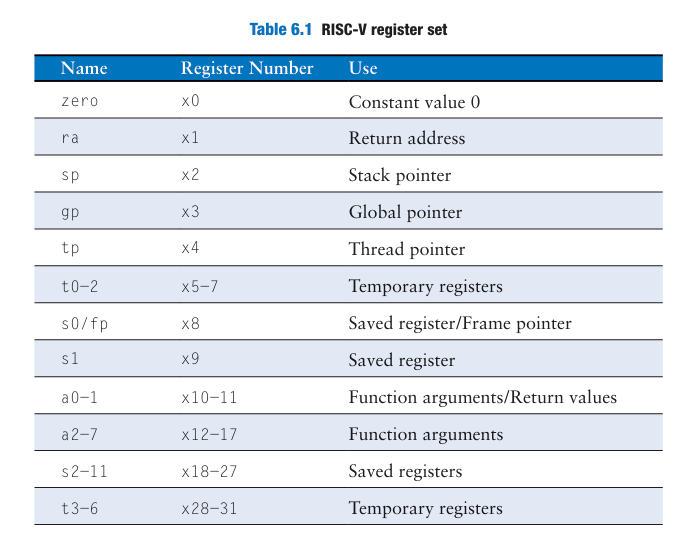 Table 6.1 RISC-V register set
Name Register Number Use
zero x0 Constant value 0
ra x1 Return address
sp x2 Stack pointer
gp x3 Global pointer
tp x4 Thread pointer
t0–2 x5–7 Temporary registers
s0/fp x8 Saved register/Frame pointer
s1 x9 Saved register
a0–1 x10–11 Function arguments/Return values
a2–7 x12–17 Function arguments
s2–11 x18–27 Saved registers
t3–6 x28–31 Temporary registers